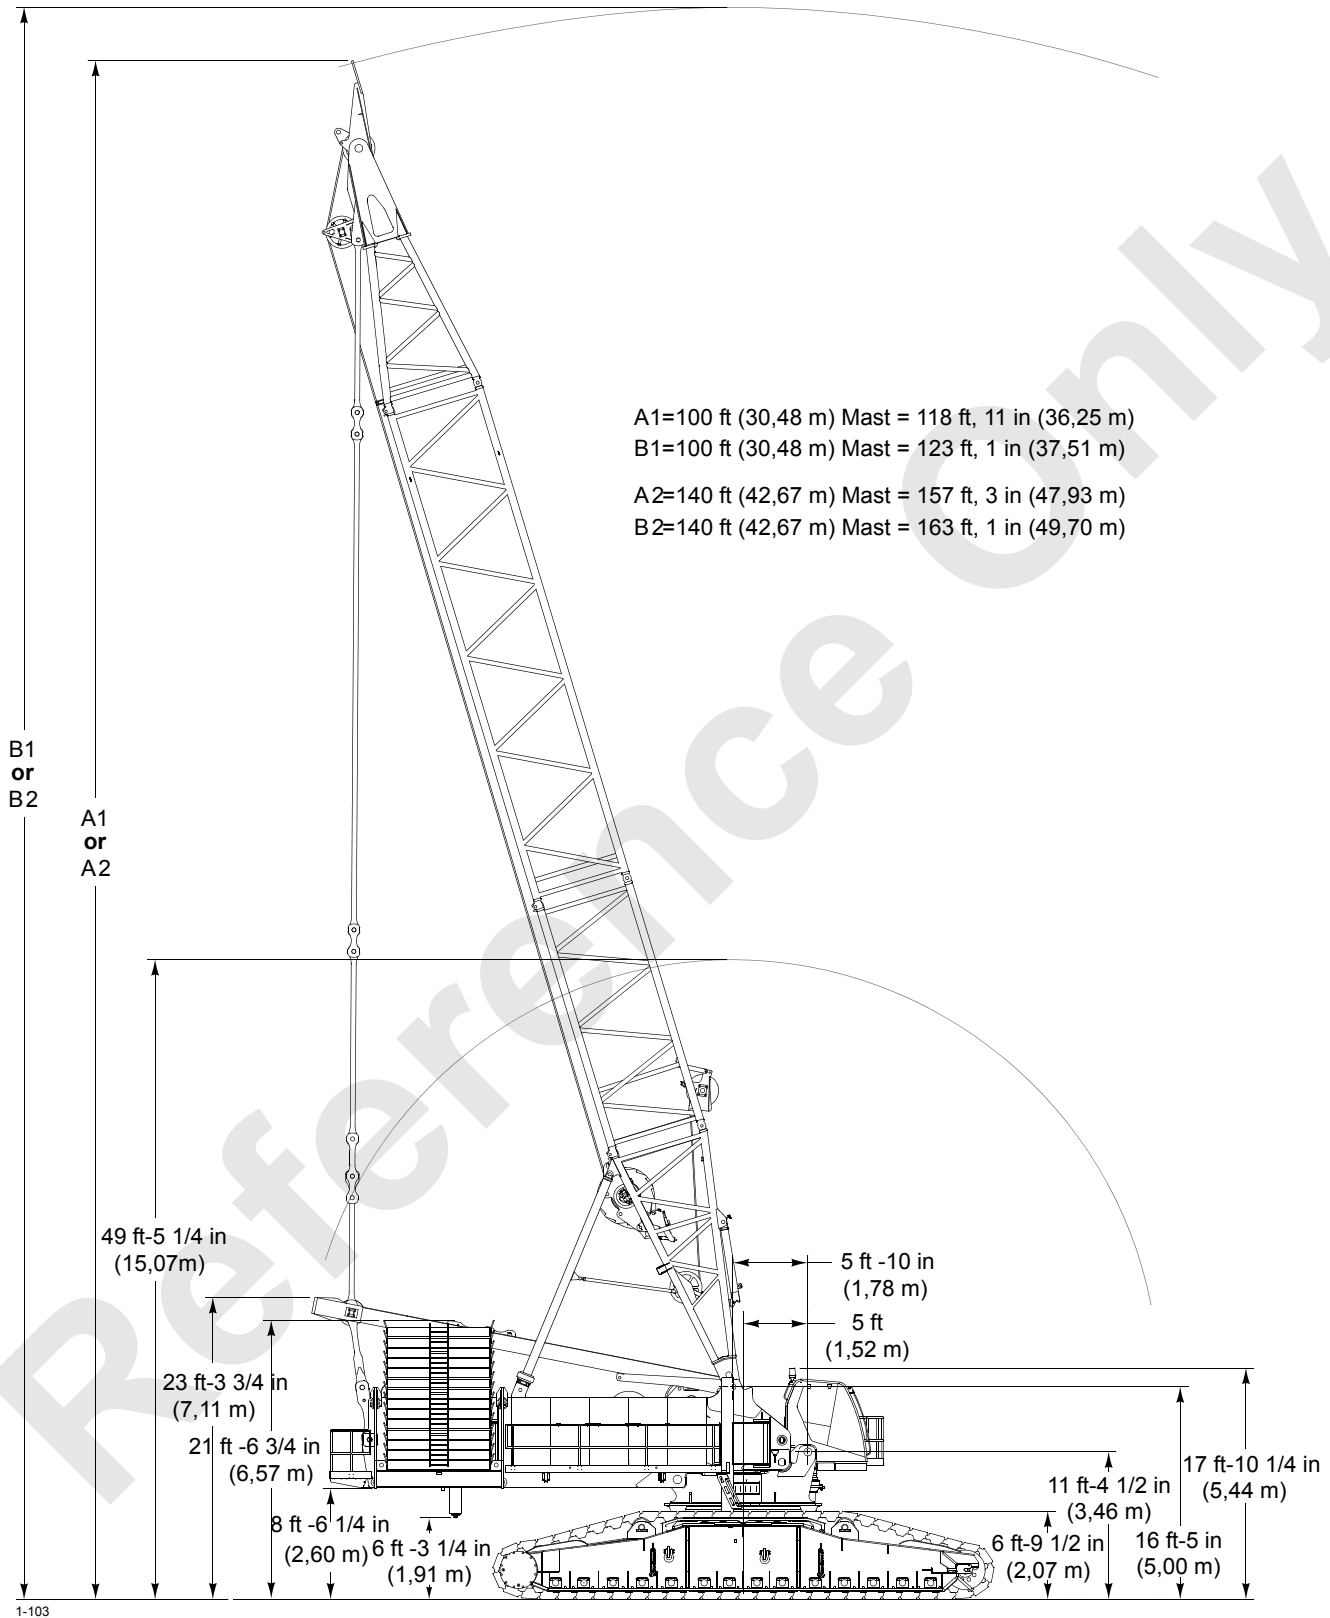 A1=100 ft (30,48 m) Mast = 118 ft, 11 in (36,25 m)
B1=100 ft (30,48 m) Mast = 123 ft, 1 in (37,51 m)
A2=140 ft (42,67 m) Mast = 157 ft, 3 in (47,93 m)
B2=140 ft (42,67 m) Mast = 163 ft, 1 in (49,70 m)
B1
or
B2
A1
or
A2
49 ft-5 1/4 in
(15,07m)
5 ft -10 in
(1,78 m)
5 ft
(1,52 m)
23 ft-3 3/4 in
(7,11 m)
21 ft -6 3/4 in
(6,57 m)
8 ft -6 1/4 in
(2,60 m)
6 ft -3 1/4 in
(1,91 m)
17 ft-10 1/4 in
(5,44 m)
11 ft-4 1/2 in
(3,46 m)
16 ft-5 in
(5,00 m)
6 ft-9 1/2 in
(2,07 m)
1-103
Reference Only